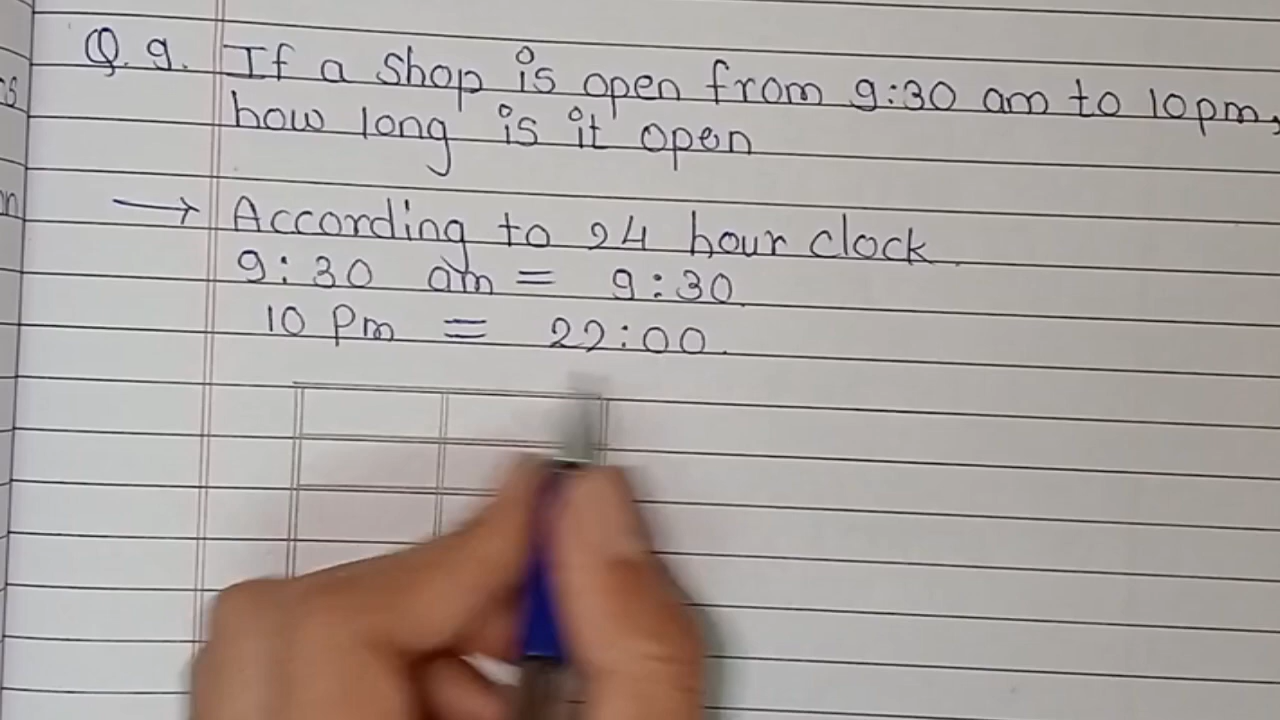 Q. 9. If a shop is open from 9:30 am to 10pm,
how long is it open
→ According to 24 hour clock
9:30 am = 9:30
10 Pm = 22:00